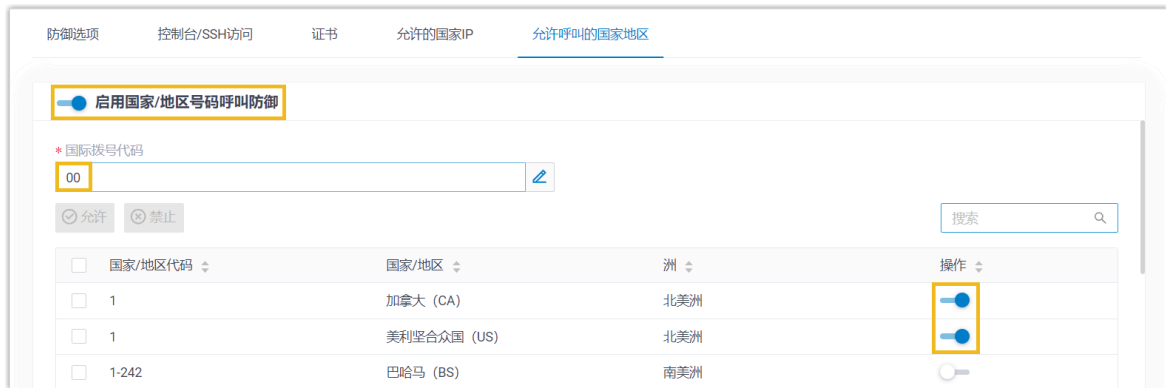 防御选项 控制台/SSH访问 证书 允许的国家IP 允许呼叫的国家地区
启用国家/地区号码呼叫防御
* 国际拨号代码
00
允许 禁止 搜索
国家/地区代码 国家/地区 洲 操作
1 加拿大（CA） 北美洲
1 美利坚合众国（US） 北美洲
1-242 巴哈马（BS） 南美洲